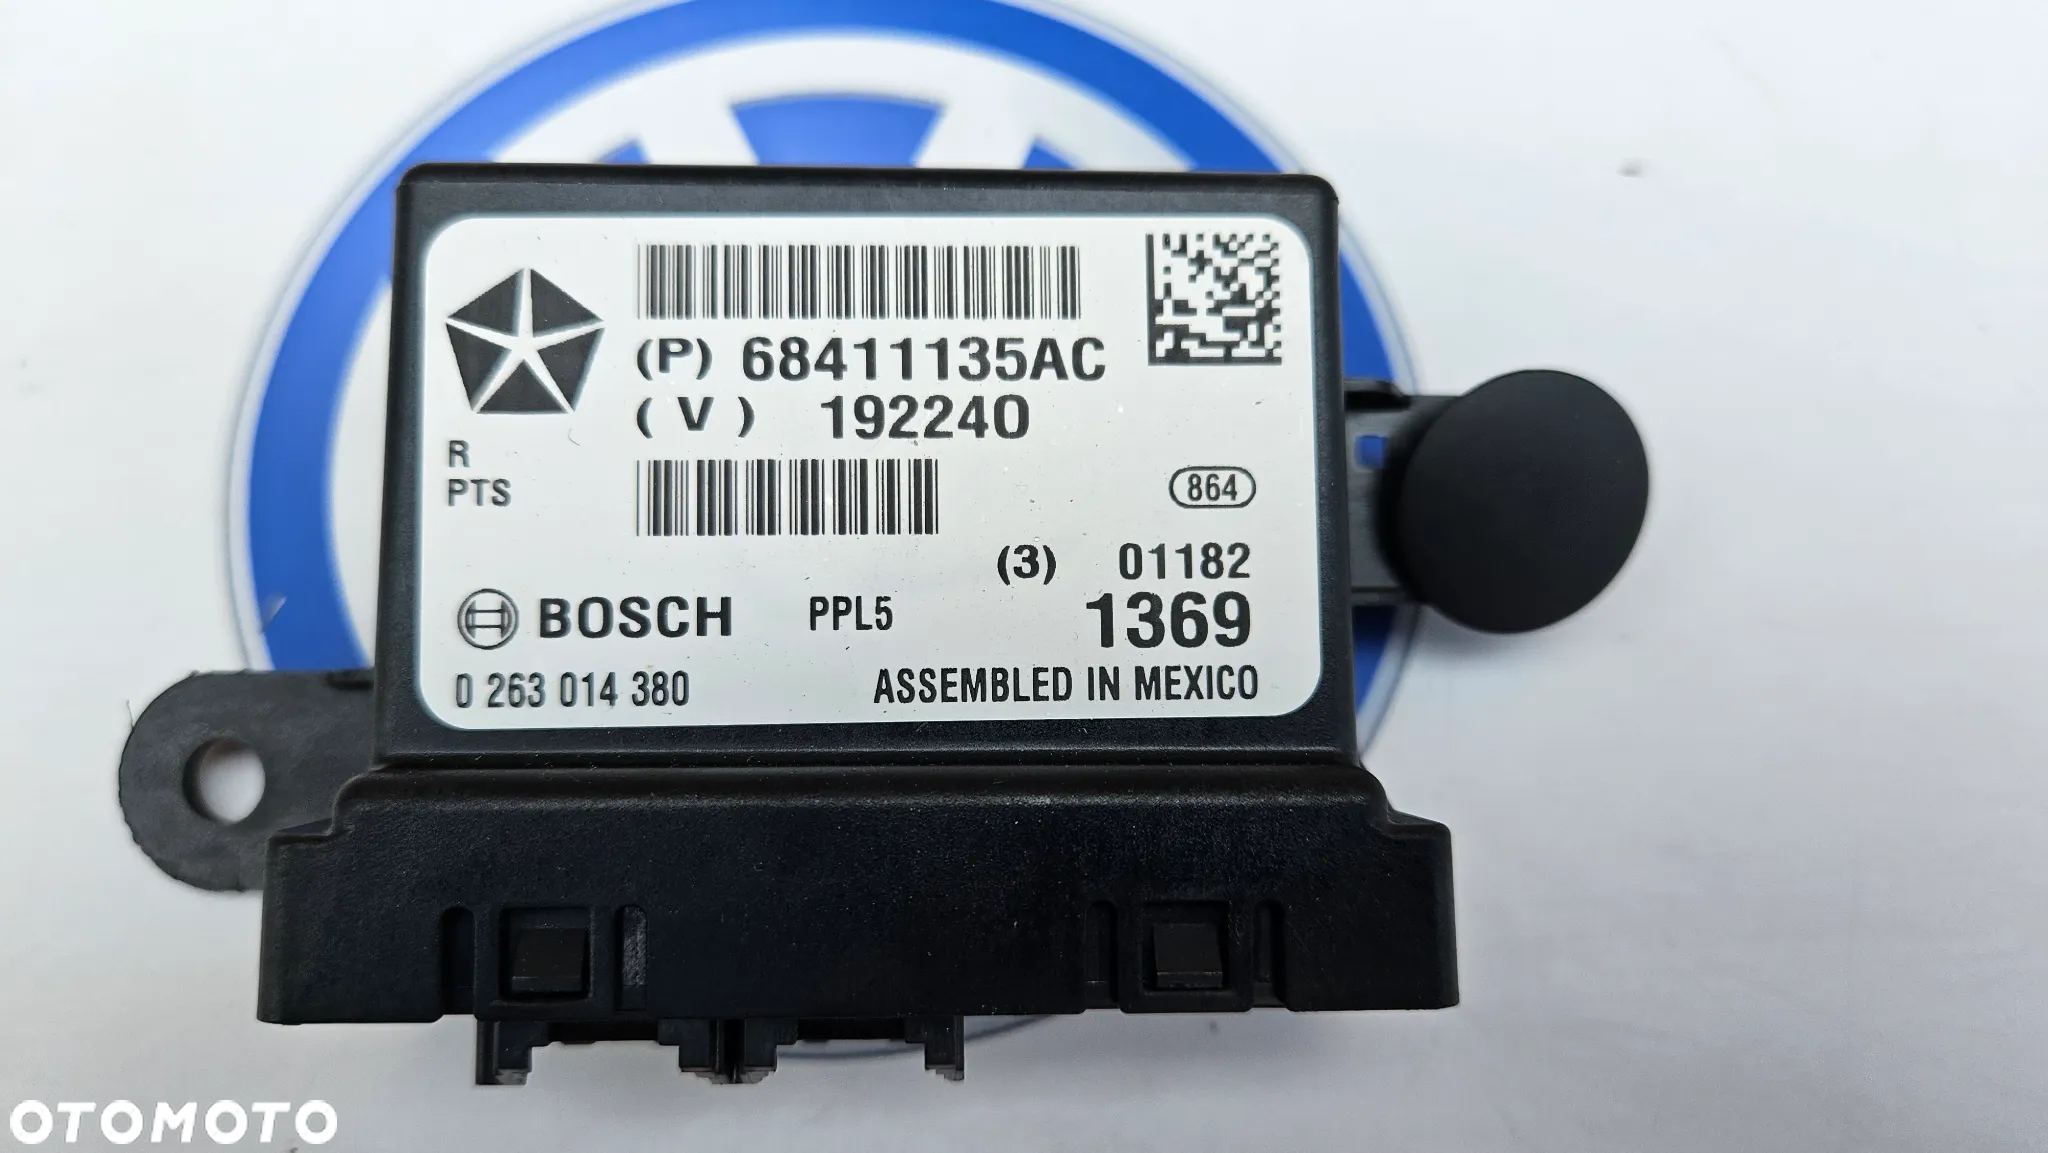 (P) 68411135AC
(V) 192240
R
PTS
864
(3) 01182
BOSCH PPL5 1369
0 263 014 380 ASSEMBLED IN MEXICO
OTOMOTO